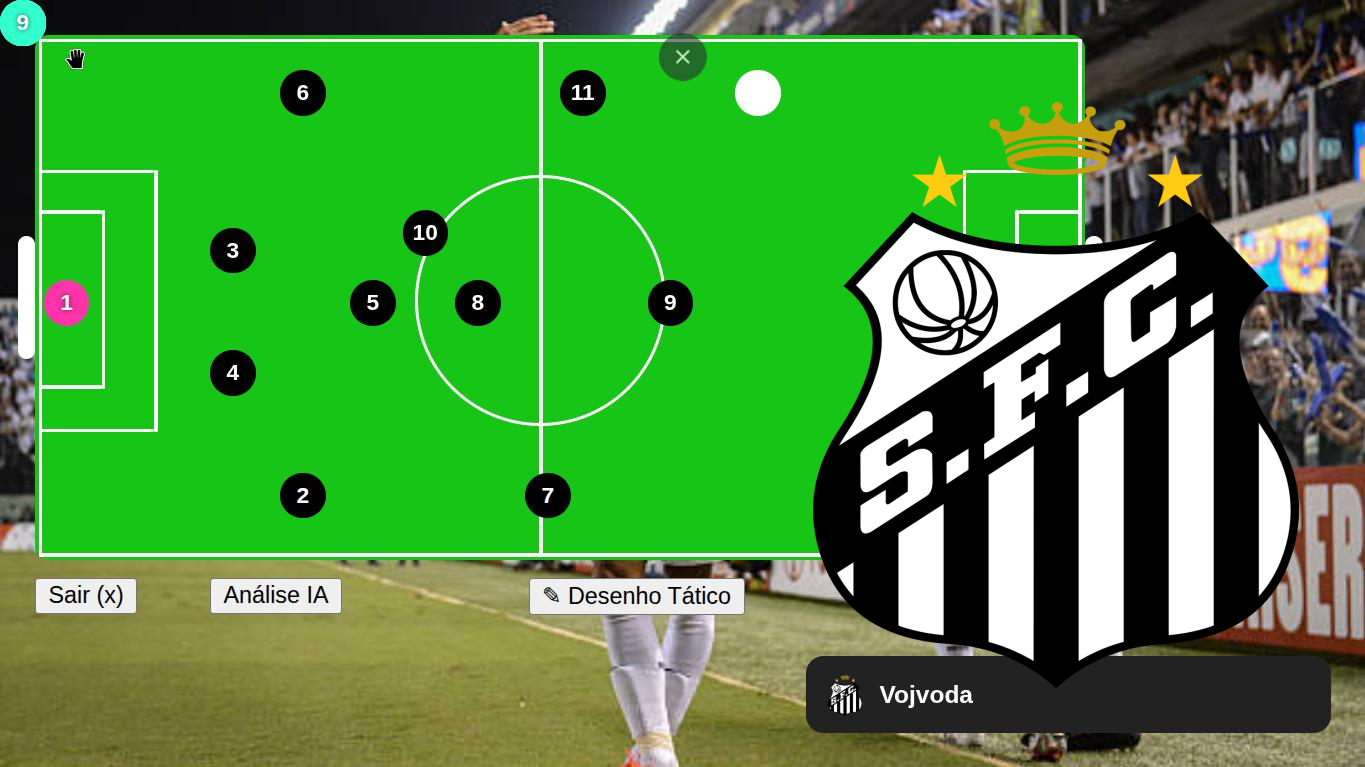 9
×
6
11
3
10
1
5
8
9
4
2
7
S.F.C.
Sair (x)
Análise IA
✎ Desenho Tático
Vojvoda